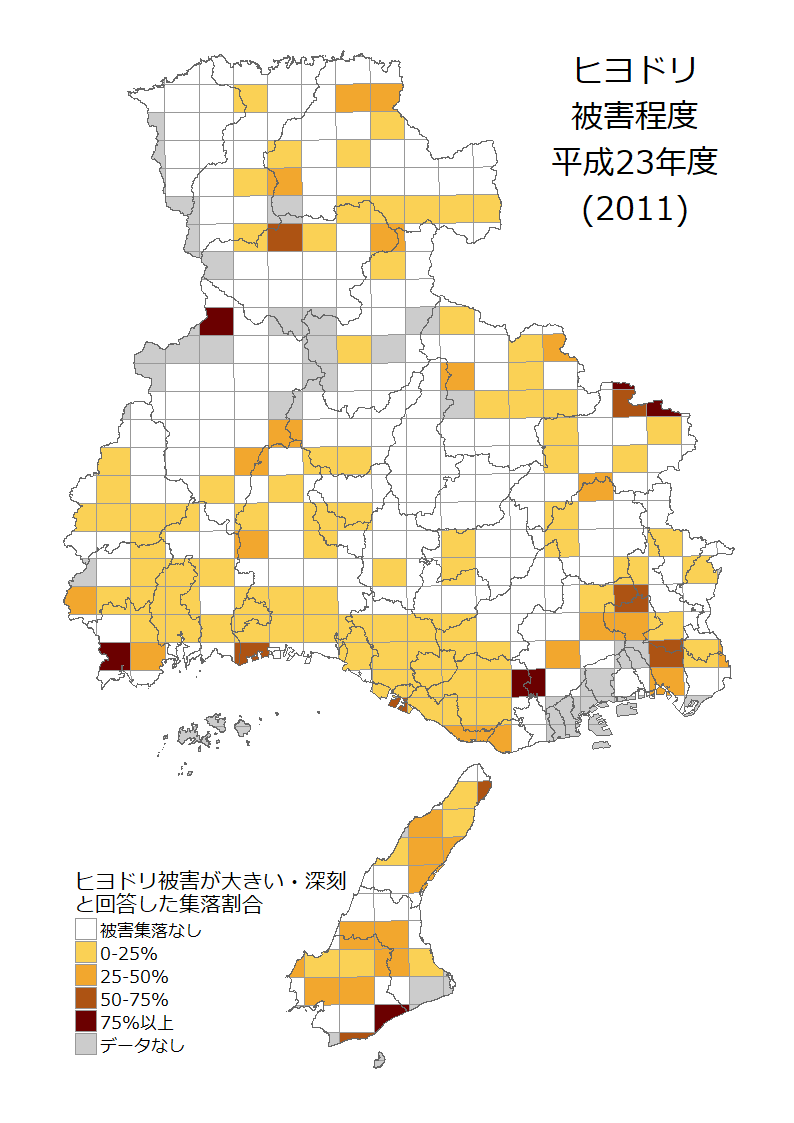 ヒヨドリ
被害程度
平成23年度
(2011)
ヒヨドリ被害が大きい・深刻
と回答した集落割合
被害集落なし
0-25%
25-50%
50-75%
75%以上
データなし